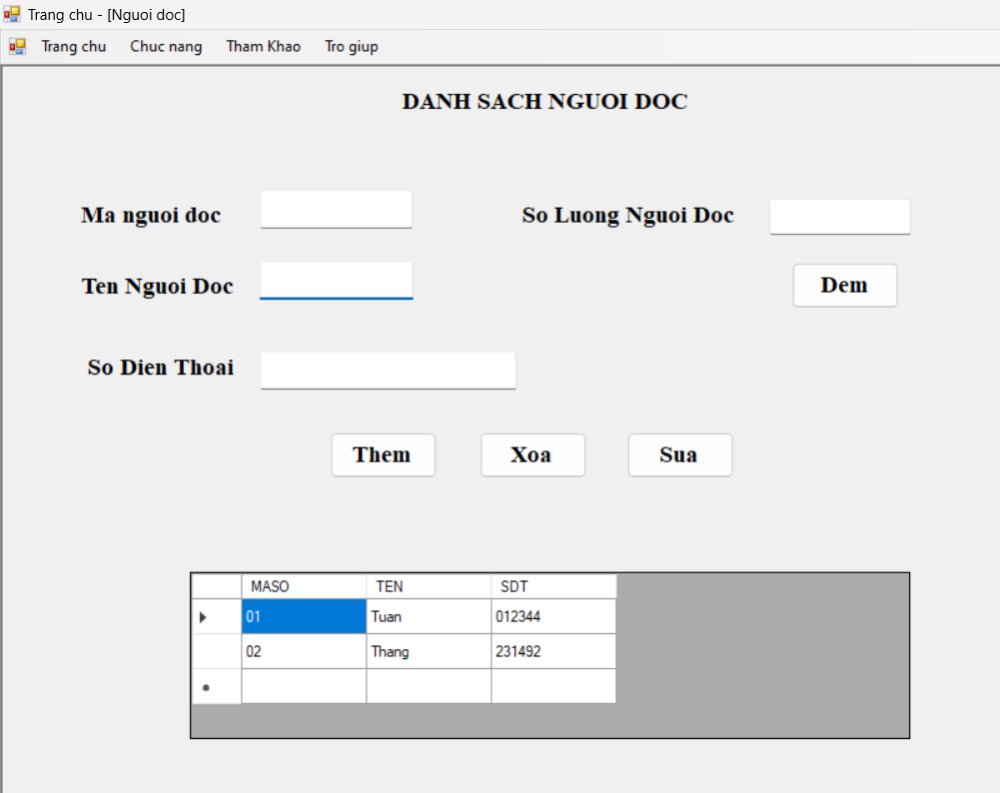 Trang chu - [Nguoi doc]
Trang chu Chuc nang Tham Khao Tro giup
DANH SACH NGUOI DOC
Ma nguoi doc
So Luong Nguoi Doc
Ten Nguoi Doc
Dem
So Dien Thoai
Them Xoa Sua
MASO TEN SDT
01 Tuan 012344
02 Thang 231492